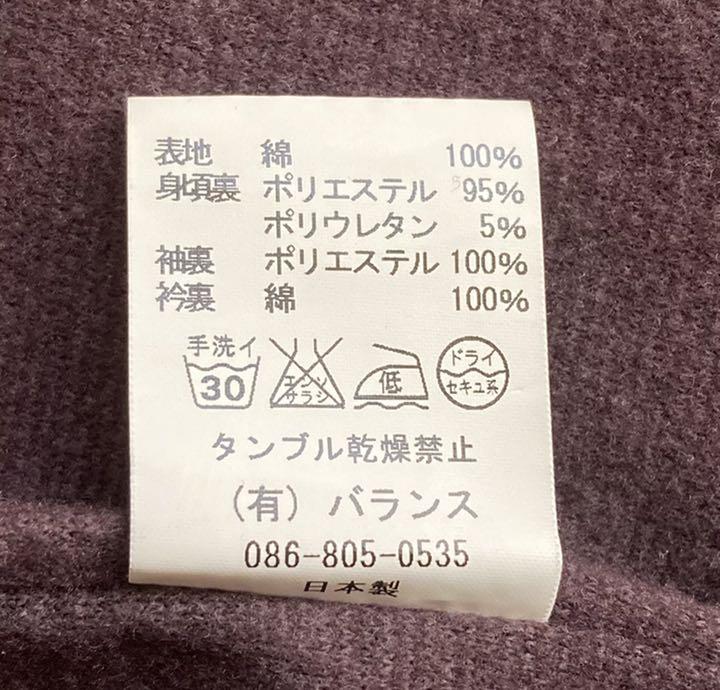 表地 綿 100%
身頃裏 ポリエステル 95%
ポリウレタン 5%
袖裏 ポリエステル 100%
衿裏 綿 100%
手洗イ
30
エンソ
サラシ
低
ドライ
セキユ系
タンブル乾燥禁止
(有) バランス
086-805-0535
日本製